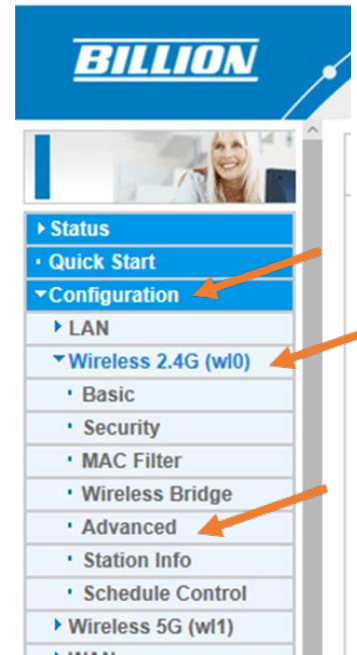 BILLION
Status
Quick Start
Configuration
LAN
Wireless 2.4G (wl0)
Basic
Security
MAC Filter
Wireless Bridge
Advanced
Station Info
Schedule Control
Wireless 5G (wl1)
WAN